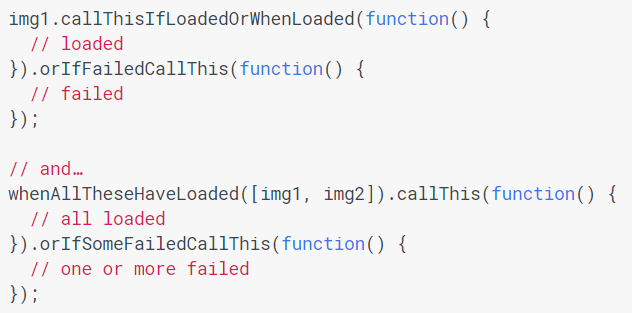 img1.callThisIfLoadedOrWhenLoaded(function() {
  // loaded
}).orIfFailedCallThis(function() {
  // failed
});

// and…
whenAllTheseHaveLoaded([img1, img2]).callThis(function() {
  // all loaded
}).orIfSomeFailedCallThis(function() {
  // one or more failed
});